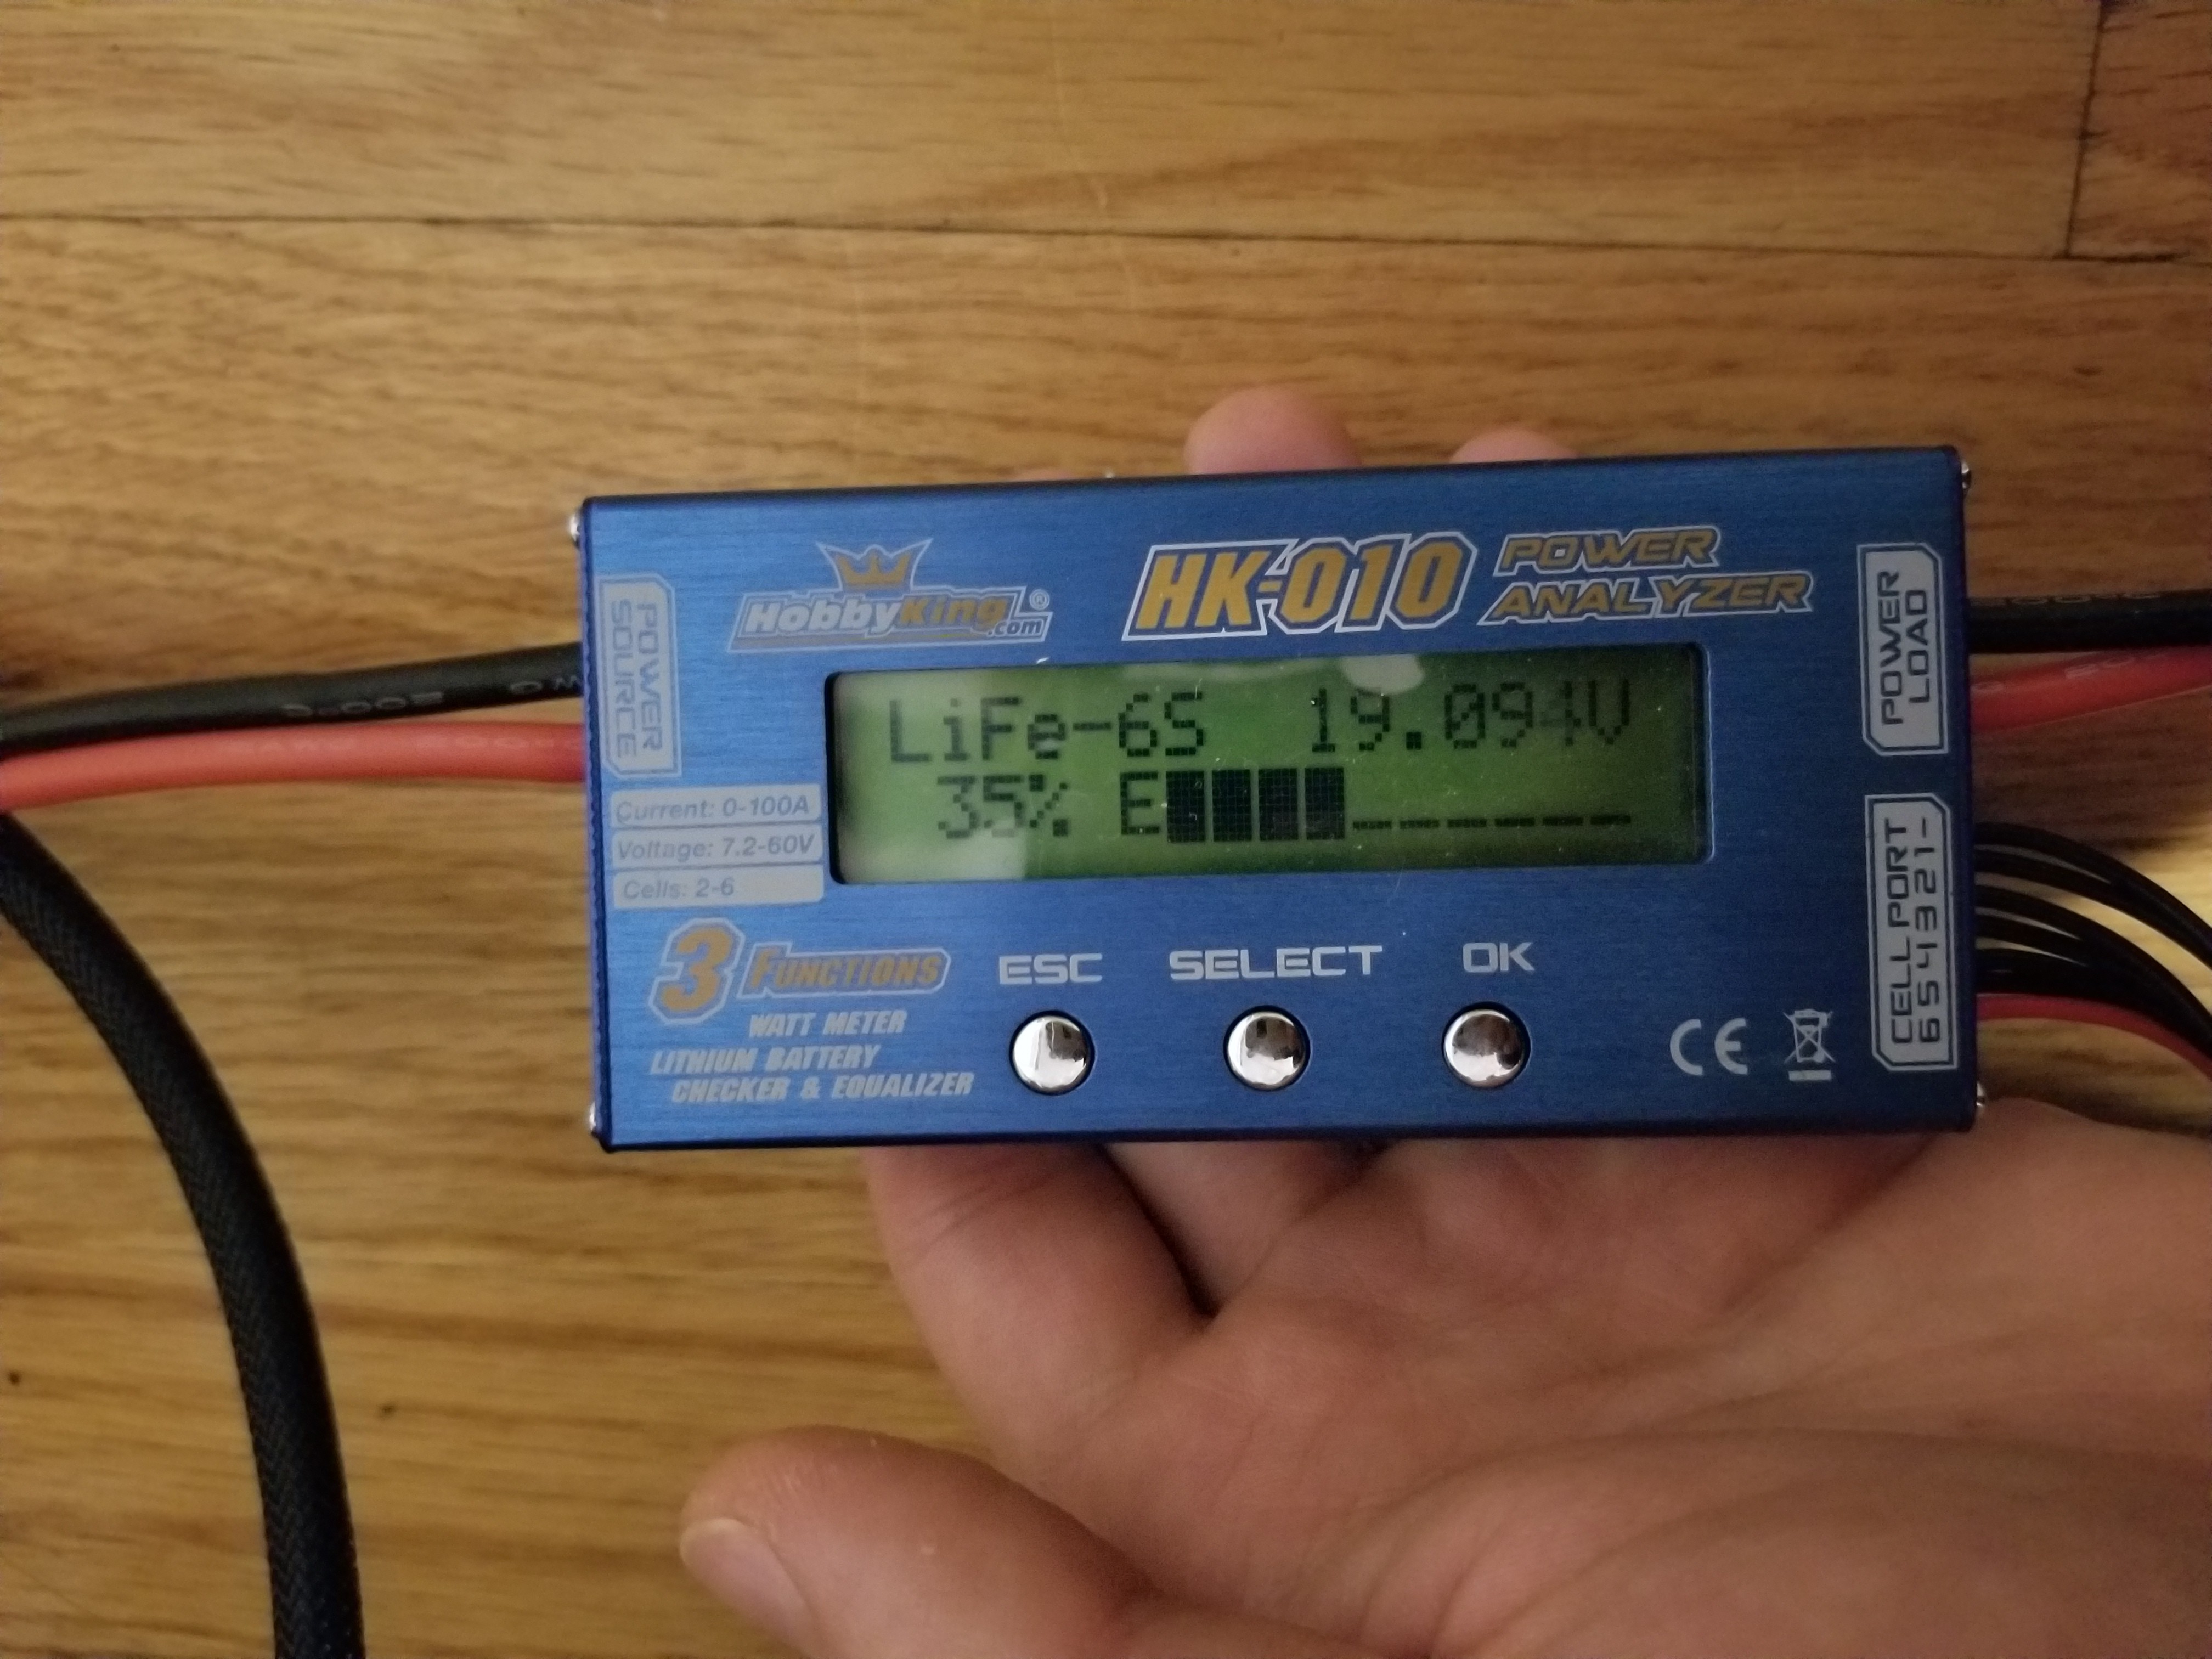 HobbyKing®
.com
HK-010
POWER
ANALYZER
POWER
SOURCE
POWER
LOAD
LiFe-6S
35% E
Current: 0-100A
Voltage: 7.2-60V
Cells: 2-6
CELL PORT
654321-
3 FUNCTIONS
WATT METER
LITHIUM BATTERY
CHECKER & EQUALIZER
ESC
SELECT
OK
CE